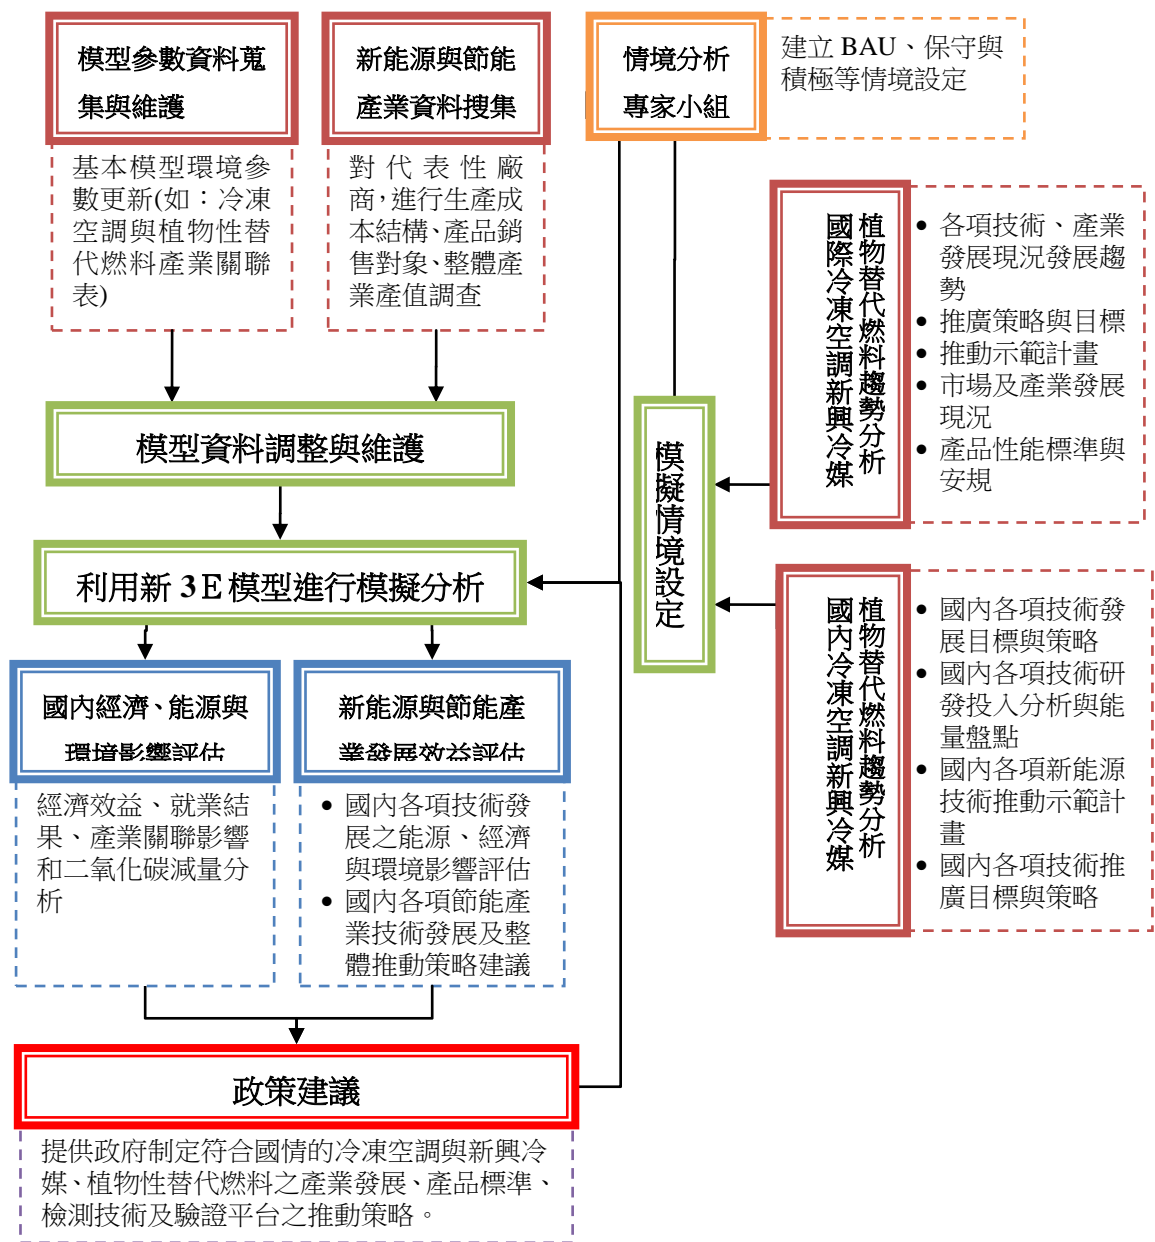 模型參數資料蒐
集與維護
基本模型環境參
數更新(如：冷凍
空調與植物性替
代燃料產業關聯
表)
新能源與節能
產業資料搜集
對代表性廠
商，進行生產成
本結構、產品銷
售對象、整體產
業產值調查
情境分析
專家小組
建立 BAU、保守與
積極等情境設定
模型資料調整與維護
利用新 3E 模型進行模擬分析
模擬情境設定
植物替代燃料趨勢分析
國際冷凍空調新興冷媒
• 各項技術、產業
發展現況發展趨
勢
• 推廣策略與目標
• 推動示範計畫
• 市場及產業發展
現況
• 產品性能標準與
安規
植物替代燃料趨勢分析
國內冷凍空調新興冷媒
• 國內各項技術發
展目標與策略
• 國內各項技術研
發投入分析與能
量盤點
• 國內各項新能源
技術推動示範計
畫
• 國內各項技術推
廣目標與策略
國內經濟、能源與
環境影響評估
經濟效益、就業結
果、產業關聯影響
和二氧化碳減量分
析
新能源與節能產
業發展效益評估
• 國內各項技術發
展之能源、經濟
與環境影響評估
• 國內各項節能產
業技術發展及整
體推動策略建議
政策建議
提供政府制定符合國情的冷凍空調與新興冷
媒、植物性替代燃料之產業發展、產品標準、
檢測技術及驗證平台之推動策略。